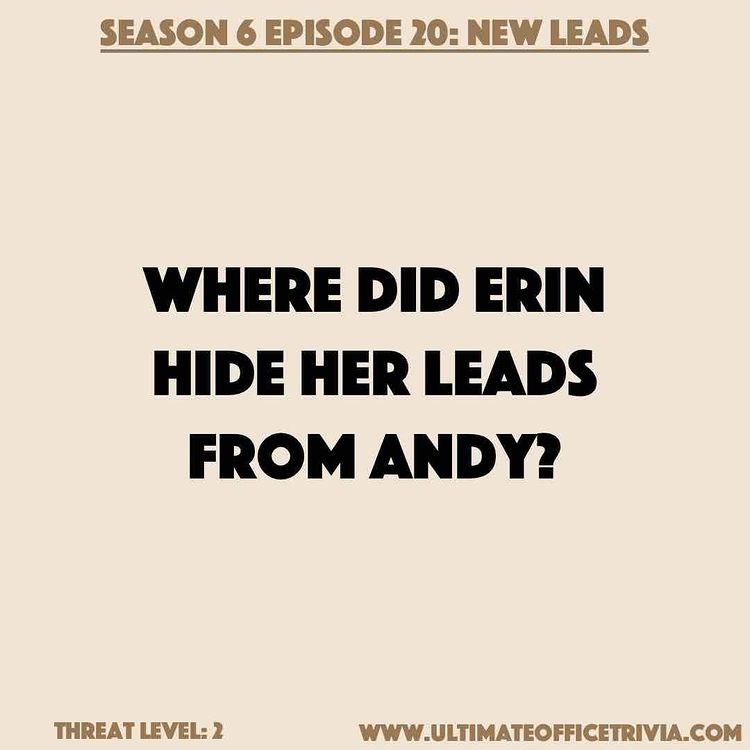 SEASON 6 EPISODE 20: NEW LEADS
WHERE DID ERIN
HIDE HER LEADS
FROM ANDY?
THREAT LEVEL: 2
WWW.ULTIMATEOFFICETRIVIA.COM